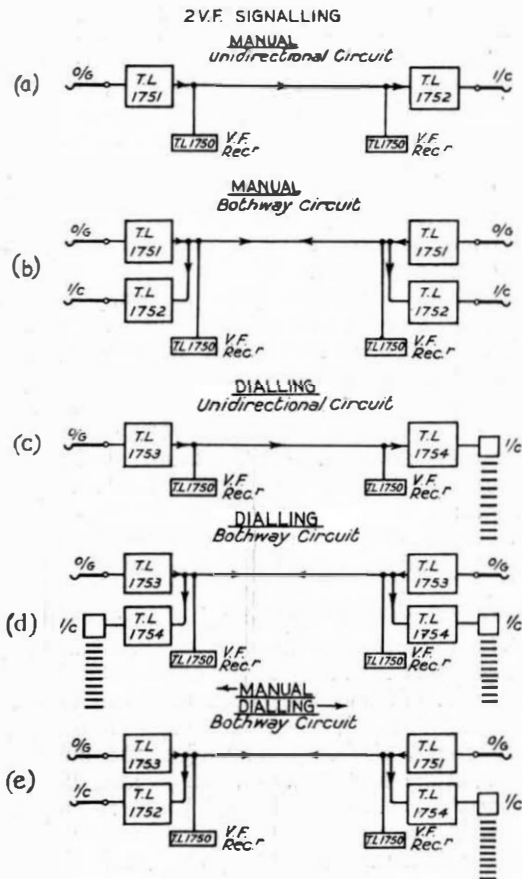 2 V.F. SIGNALLING
MANUAL
Unidirectional Circuit
(a)
O/G
T.L
1751
T.L
1752
I/C
TL1750
V.F.
Rec.r
TL1750
V.F.
Rec.r
MANUAL
Bothway Circuit
(b)
O/G
T.L
1751
T.L
1751
O/G
I/C
T.L
1752
T.L
1752
I/C
TL1750
V.F.
Rec.r
TL1750
V.F.
Rec.r
DIALLING
Unidirectional Circuit
(c)
O/G
T.L
1753
T.L
1754
I/C
TL1750
V.F.
Rec.r
TL1750
V.F.
Rec.r
DIALLING
Bothway Circuit
(d)
O/G
T.L
1753
T.L
1753
O/G
I/C
T.L
1754
T.L
1754
I/C
TL1750
V.F.
Rec.r
TL1750
V.F.
Rec.r
MANUAL
DIALLING
Bothway Circuit
(e)
O/G
T.L
1753
T.L
1751
O/G
I/C
T.L
1752
T.L
1754
I/C
TL1750
V.F.
Rec.r
TL1750
V.F.
Rec.r